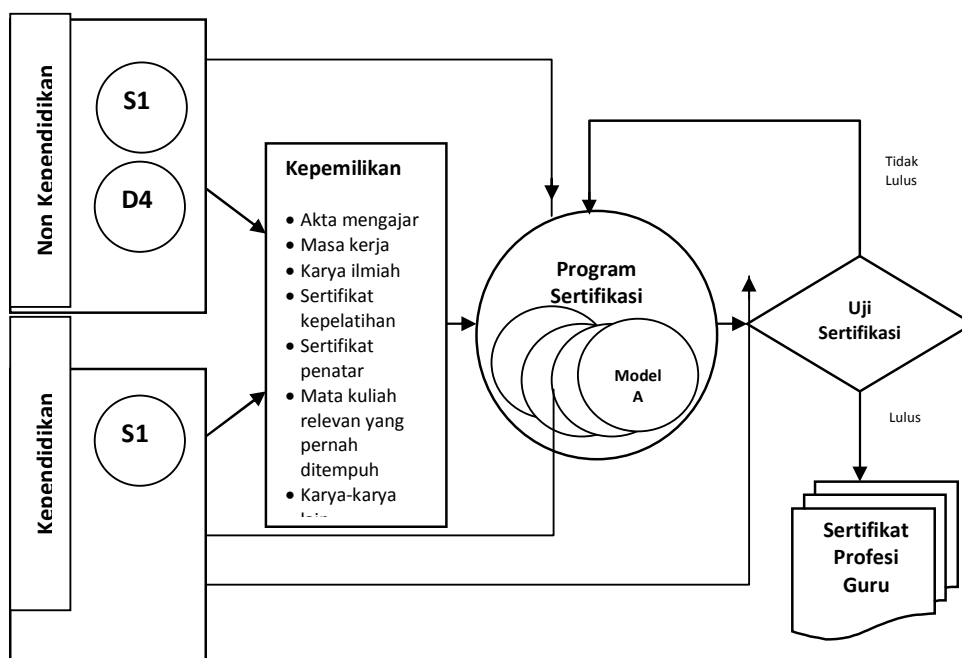 Non Kependidikan
S1
D4
Kependidikan
S1
Kepemilikan
• Akta mengajar
• Masa kerja
• Karya ilmiah
• Sertifikat
kepelatihan
• Sertifikat
penatar
• Mata kuliah
relevan yang
pernah
ditempuh
• Karya-karya
lain
Program
Sertifikasi
Model
A
Uji
Sertifikasi
Tidak
Lulus
Lulus
Sertifikat
Profesi
Guru